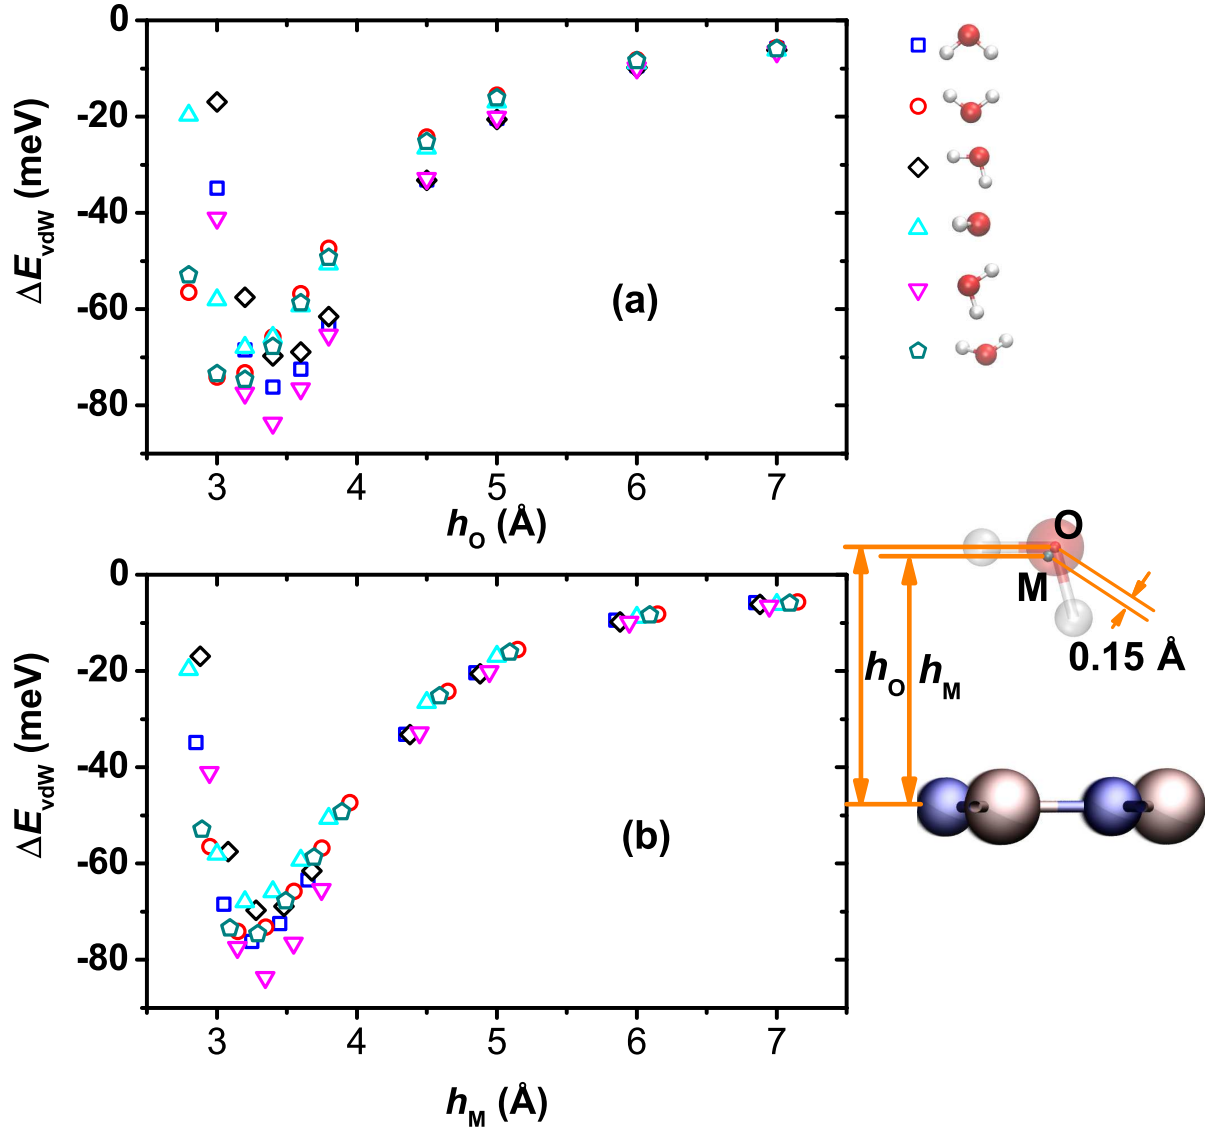 0
-20
-40
-60
-80
ΔE_vdW (meV)
(a)
3 4 5 6 7
h_O (Å)
O
M
0.15 Å
h_O h_M
0
-20
-40
-60
-80
ΔE_vdW (meV)
(b)
3 4 5 6 7
h_M (Å)